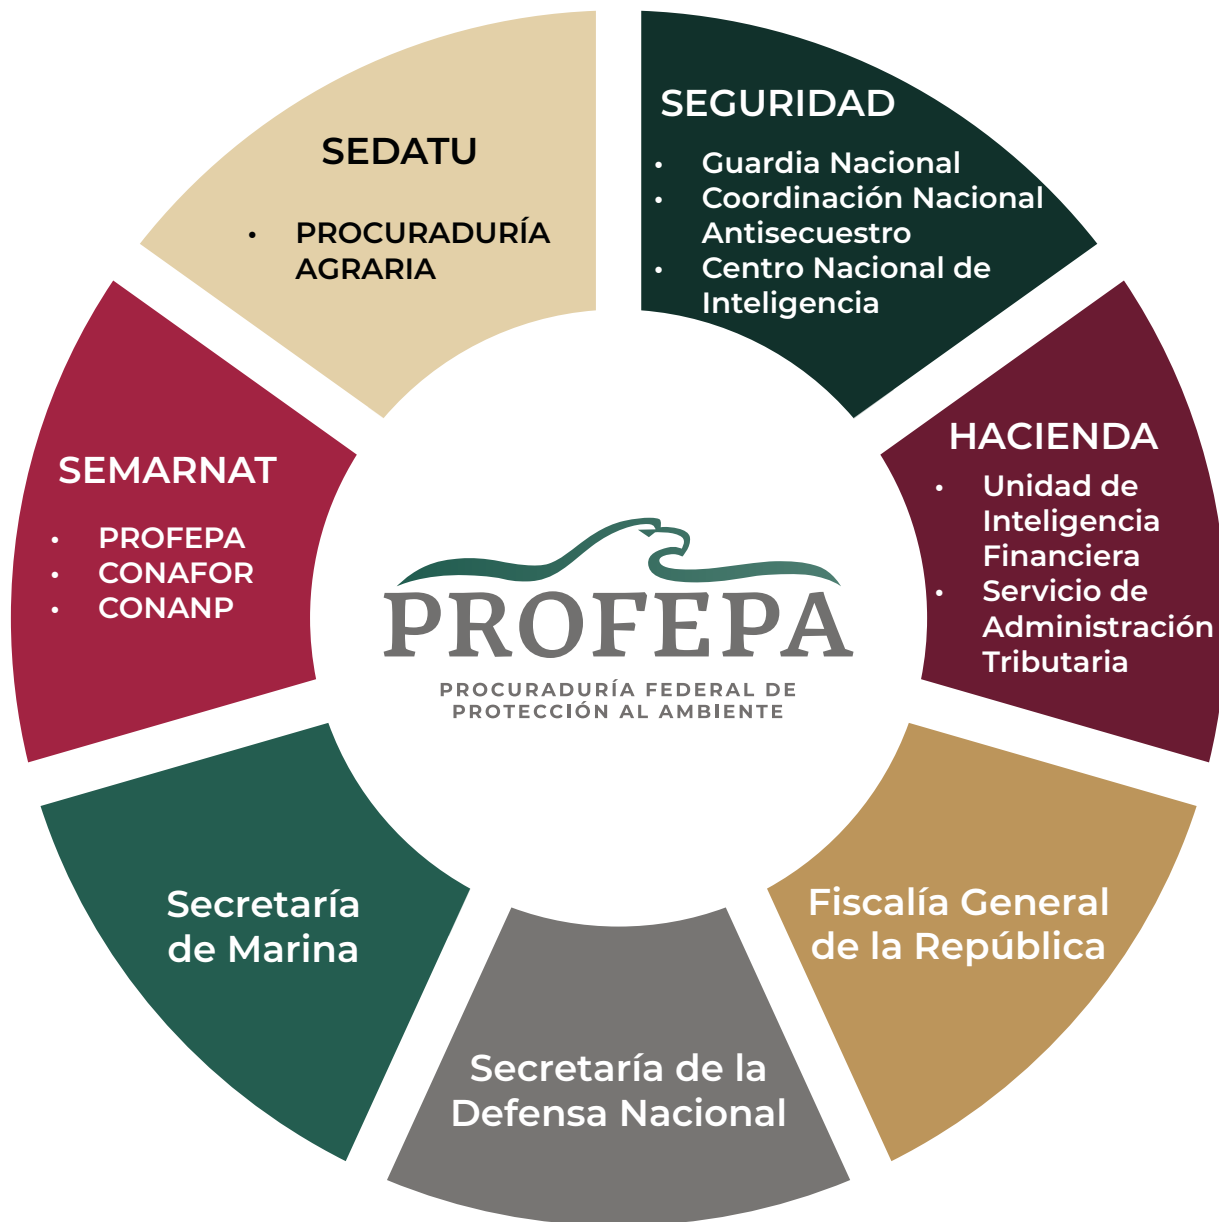 SEGURIDAD
• Guardia Nacional
• Coordinación Nacional
Antisecuestro
• Centro Nacional de
Inteligencia
HACIENDA
• Unidad de
Inteligencia
Financiera
• Servicio de
Administración
Tributaria
Fiscalía General
de la República
Secretaría de la
Defensa Nacional
Secretaría
de Marina
SEMARNAT
• PROFEPA
• CONAFOR
• CONANP
SEDATU
• PROCURADURÍA
AGRARIA
PROFEPA
PROCURADURÍA FEDERAL DE
PROTECCIÓN AL AMBIENTE